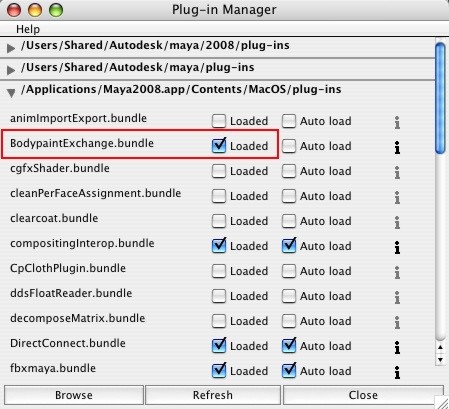 Plug-in Manager
Help
/Users/Shared/Autodesk/maya/2008/plug-ins
/Users/Shared/Autodesk/maya/plug-ins
/Applications/Maya2008.app/Contents/MacOS/plug-ins
animImportExport.bundle Loaded Auto load i
BodypaintExchange.bundle Loaded Auto load i
cgfxShader.bundle Loaded Auto load i
cleanPerFaceAssignment.bundle Loaded Auto load i
clearcoat.bundle Loaded Auto load i
compositingInterop.bundle Loaded Auto load i
CpClothPlugin.bundle Loaded Auto load i
ddsFloatReader.bundle Loaded Auto load i
decomposeMatrix.bundle Loaded Auto load i
DirectConnect.bundle Loaded Auto load i
fbxmaya.bundle Loaded Auto load i
Browse Refresh Close